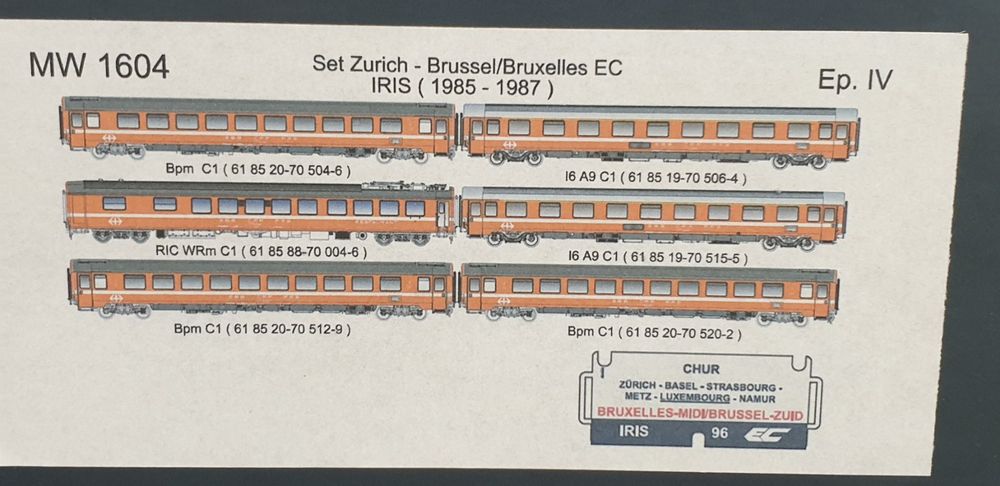 MW 1604
Set Zurich - Brussel/Bruxelles EC
IRIS ( 1985 - 1987 )
Ep. IV
Bpm C1 ( 61 85 20-70 504-6 )
I6 A9 C1 ( 61 85 19-70 506-4 )
RIC WRm C1 ( 61 85 88-70 004-6 )
I6 A9 C1 ( 61 85 19-70 515-5 )
Bpm C1 ( 61 85 20-70 512-9 )
Bpm C1 ( 61 85 20-70 520-2 )
CHUR
ZÜRICH - BASEL - STRASBOURG -
METZ - LUXEMBOURG - NAMUR
BRUXELLES-MIDI/BRUSSEL-ZUID
IRIS 96 EC